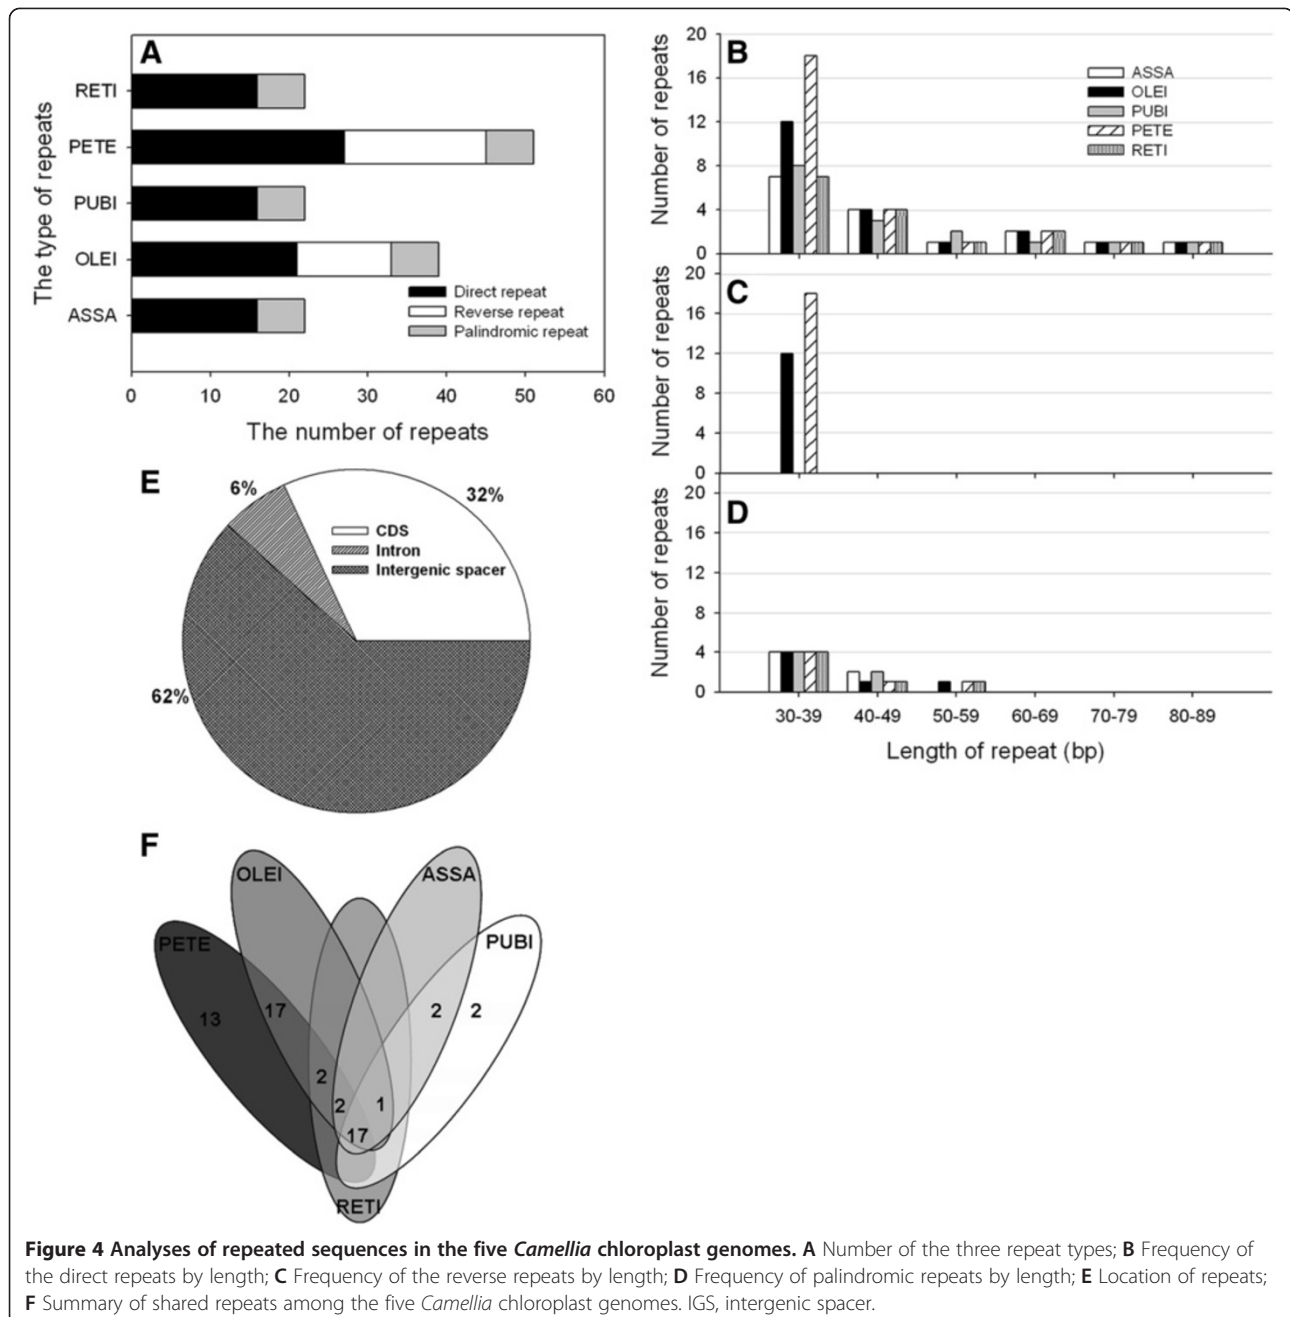 A
The type of repeats
RETI
PETE
PUBI
OLEI
ASSA
Direct repeat
Reverse repeat
Palindromic repeat
0 10 20 30 40 50 60
The number of repeats
B
Number of repeats
20
16
12
8
4
0
ASSA
OLEI
PUBI
PETE
RETI
C
Number of repeats
20
16
12
8
4
0
D
Number of repeats
20
16
12
8
4
0
30-39 40-49 50-59 60-69 70-79 80-89
Length of repeat (bp)
E
6%
32%
CDS
Intron
Intergenic spacer
62%
F
OLEI
ASSA
PETE
PUBI
13
17
2
2
2
2
1
17
RETI
Figure 4 Analyses of repeated sequences in the five Camellia chloroplast genomes. A Number of the three repeat types; B Frequency of
the direct repeats by length; C Frequency of the reverse repeats by length; D Frequency of palindromic repeats by length; E Location of repeats;
F Summary of shared repeats among the five Camellia chloroplast genomes. IGS, intergenic spacer.